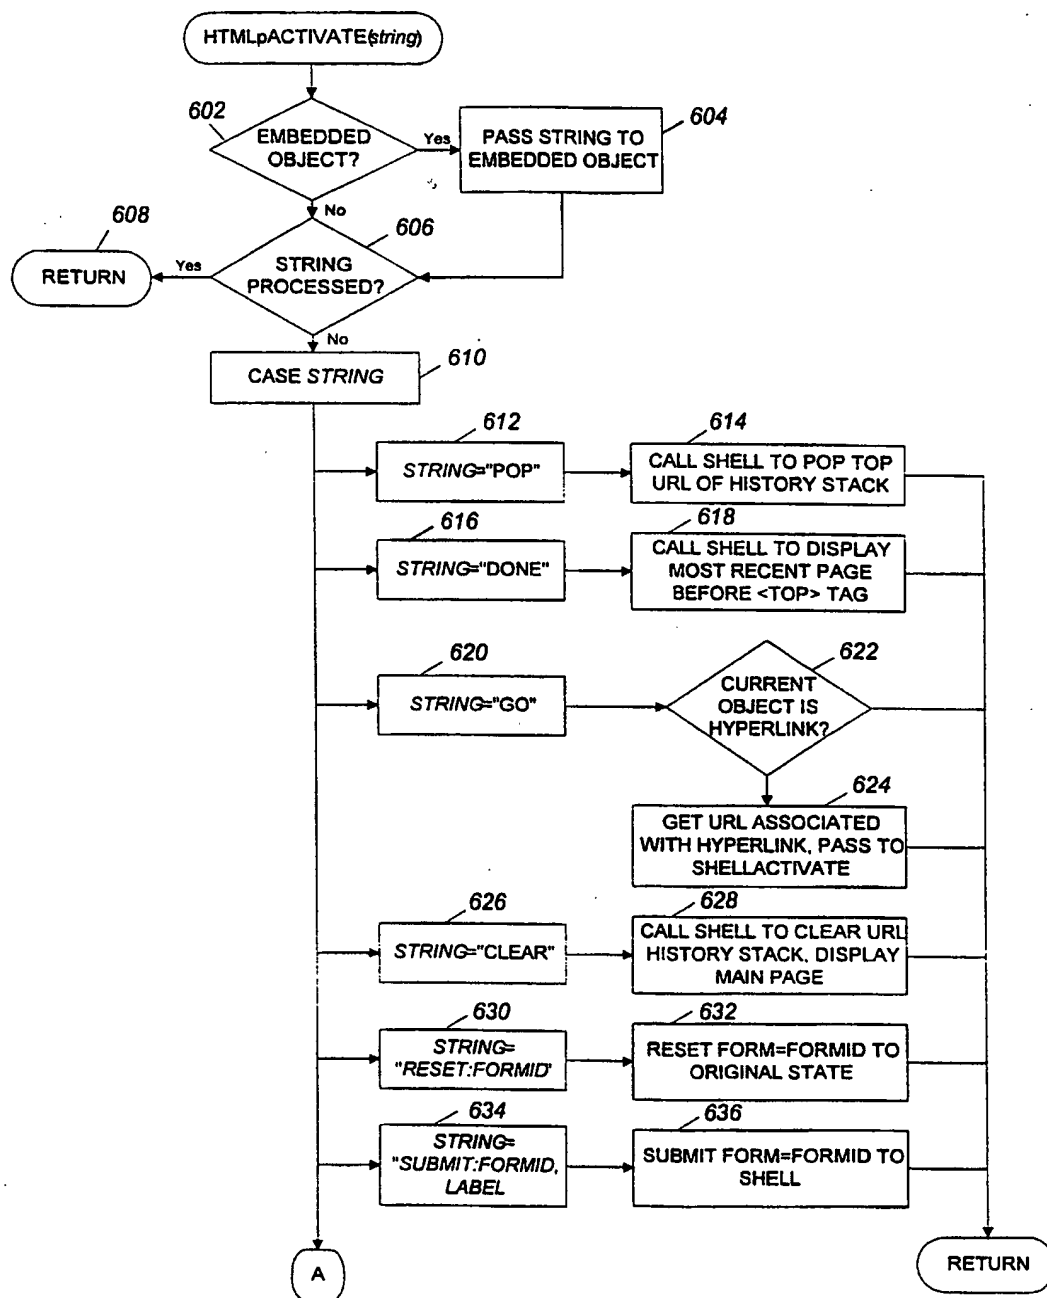 HTMLpACTIVATE(string)
602
EMBEDDED
OBJECT?
Yes
604
PASS STRING TO
EMBEDDED OBJECT
No
608
RETURN
Yes
606
STRING
PROCESSED?
No
610
CASE STRING
612
STRING="POP"
614
CALL SHELL TO POP TOP
URL OF HISTORY STACK
616
STRING="DONE"
618
CALL SHELL TO DISPLAY
MOST RECENT PAGE
BEFORE <TOP> TAG
620
STRING="GO"
622
CURRENT
OBJECT IS
HYPERLINK?
624
GET URL ASSOCIATED
WITH HYPERLINK, PASS TO
SHELLACTIVATE
626
STRING="CLEAR"
628
CALL SHELL TO CLEAR URL
HISTORY STACK, DISPLAY
MAIN PAGE
630
STRING=
"RESET:FORMID'
632
RESET FORM=FORMID TO
ORIGINAL STATE
634
STRING=
"SUBMIT:FORMID,
LABEL
636
SUBMIT FORM=FORMID TO
SHELL
A
RETURN